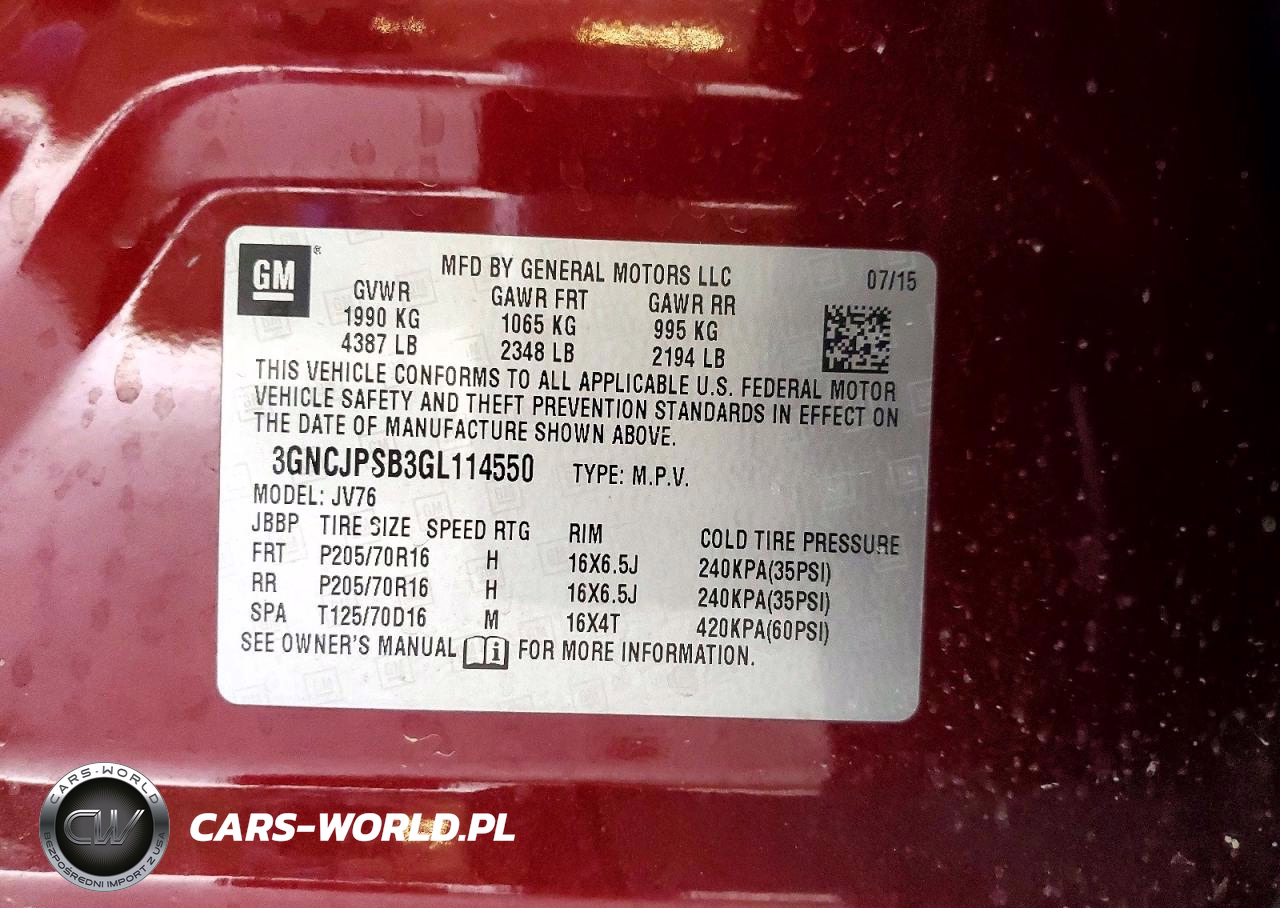 GM ®
MFD BY GENERAL MOTORS LLC 07/15
GVWR GAWR FRT GAWR RR
1990 KG 1065 KG 995 KG
4387 LB 2348 LB 2194 LB
THIS VEHICLE CONFORMS TO ALL APPLICABLE U.S. FEDERAL MOTOR
VEHICLE SAFETY AND THEFT PREVENTION STANDARDS IN EFFECT ON
THE DATE OF MANUFACTURE SHOWN ABOVE.
3GNCJPSB3GL114550 TYPE: M.P.V.
MODEL: JV76
JBBP TIRE SIZE SPEED RTG RIM COLD TIRE PRESSURE
FRT P205/70R16 H 16X6.5J 240KPA(35PSI)
RR P205/70R16 H 16X6.5J 240KPA(35PSI)
SPA T125/70D16 M 16X4T 420KPA(60PSI)
SEE OWNER'S MANUAL i FOR MORE INFORMATION.
CARS-WORLD
CW
BEZPOŚREDNI IMPORT Z USA
CARS-WORLD.PL